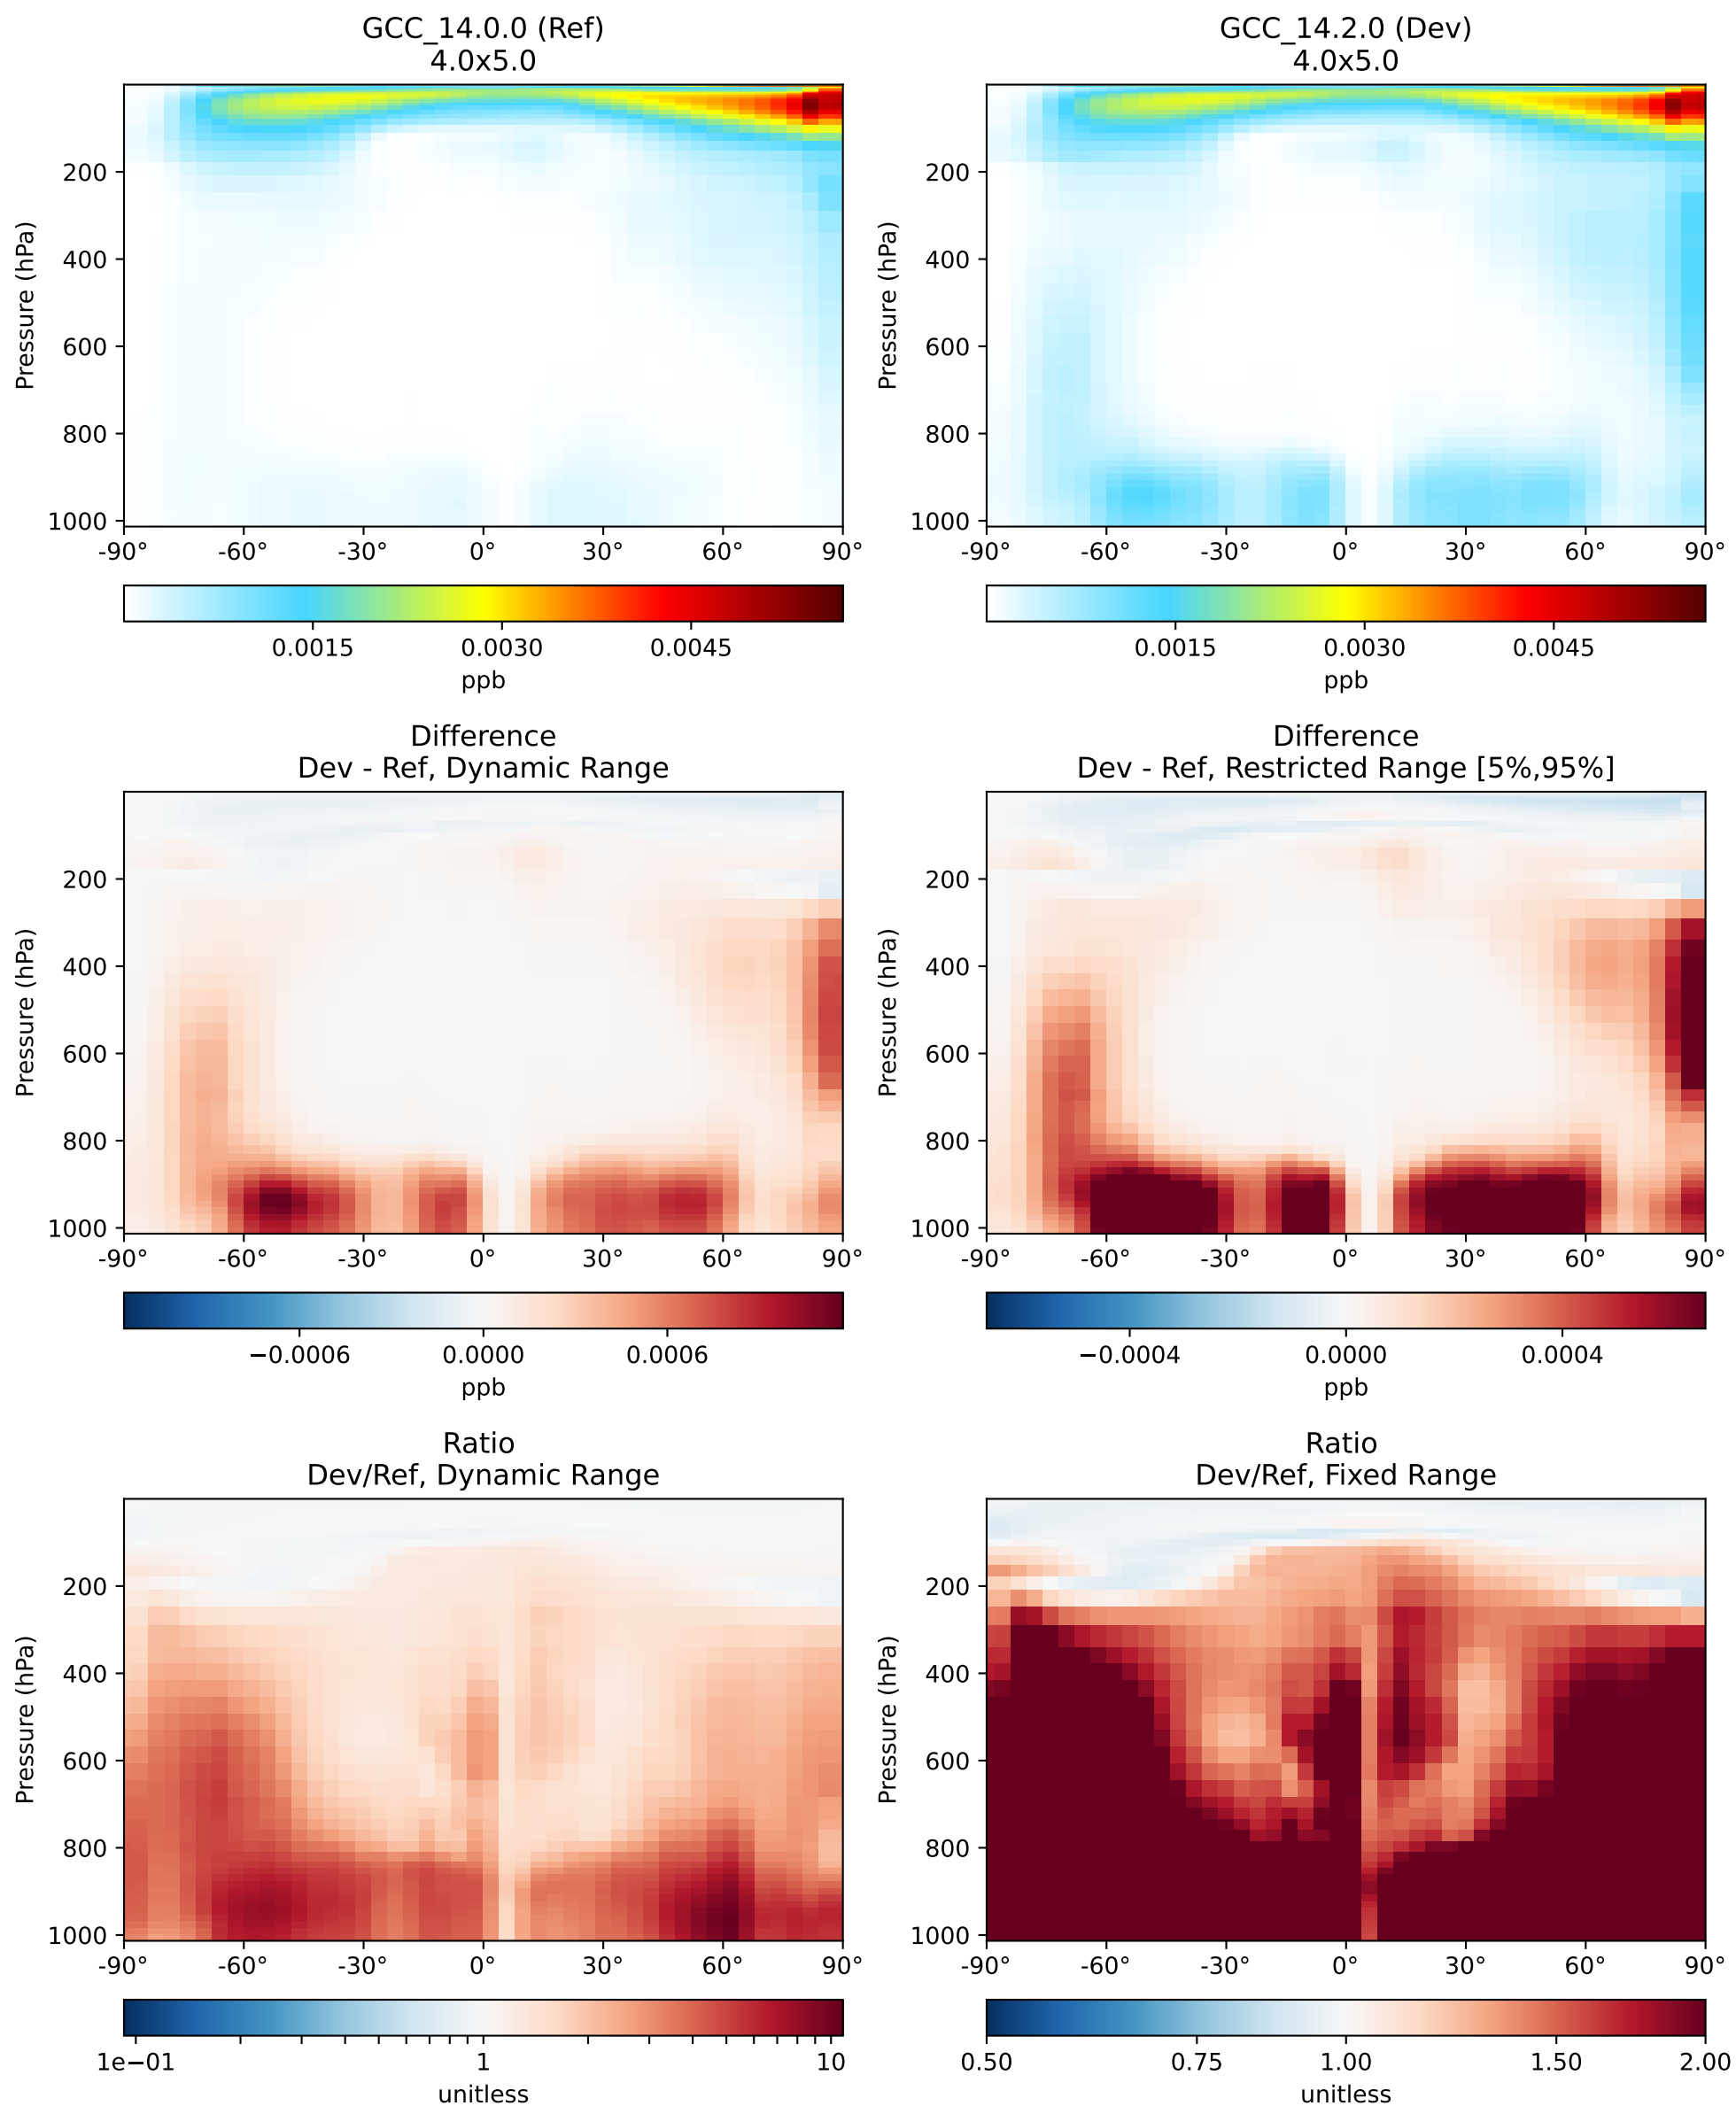 GCC_14.0.0 (Ref)
4.0x5.0
GCC_14.2.0 (Dev)
4.0x5.0
Pressure (hPa)
200
400
600
800
1000
-90° -60° -30° 0° 30° 60° 90°
0.0015 0.0030 0.0045
ppb
Pressure (hPa)
200
400
600
800
1000
-90° -60° -30° 0° 30° 60° 90°
0.0015 0.0030 0.0045
ppb
Difference
Dev - Ref, Dynamic Range
Difference
Dev - Ref, Restricted Range [5%,95%]
Pressure (hPa)
200
400
600
800
1000
-90° -60° -30° 0° 30° 60° 90°
−0.0006 0.0000 0.0006
ppb
Pressure (hPa)
200
400
600
800
1000
-90° -60° -30° 0° 30° 60° 90°
−0.0004 0.0000 0.0004
ppb
Ratio
Dev/Ref, Dynamic Range
Ratio
Dev/Ref, Fixed Range
Pressure (hPa)
200
400
600
800
1000
-90° -60° -30° 0° 30° 60° 90°
1e−01 1 10
unitless
Pressure (hPa)
200
400
600
800
1000
-90° -60° -30° 0° 30° 60° 90°
0.50 0.75 1.00 1.50 2.00
unitless